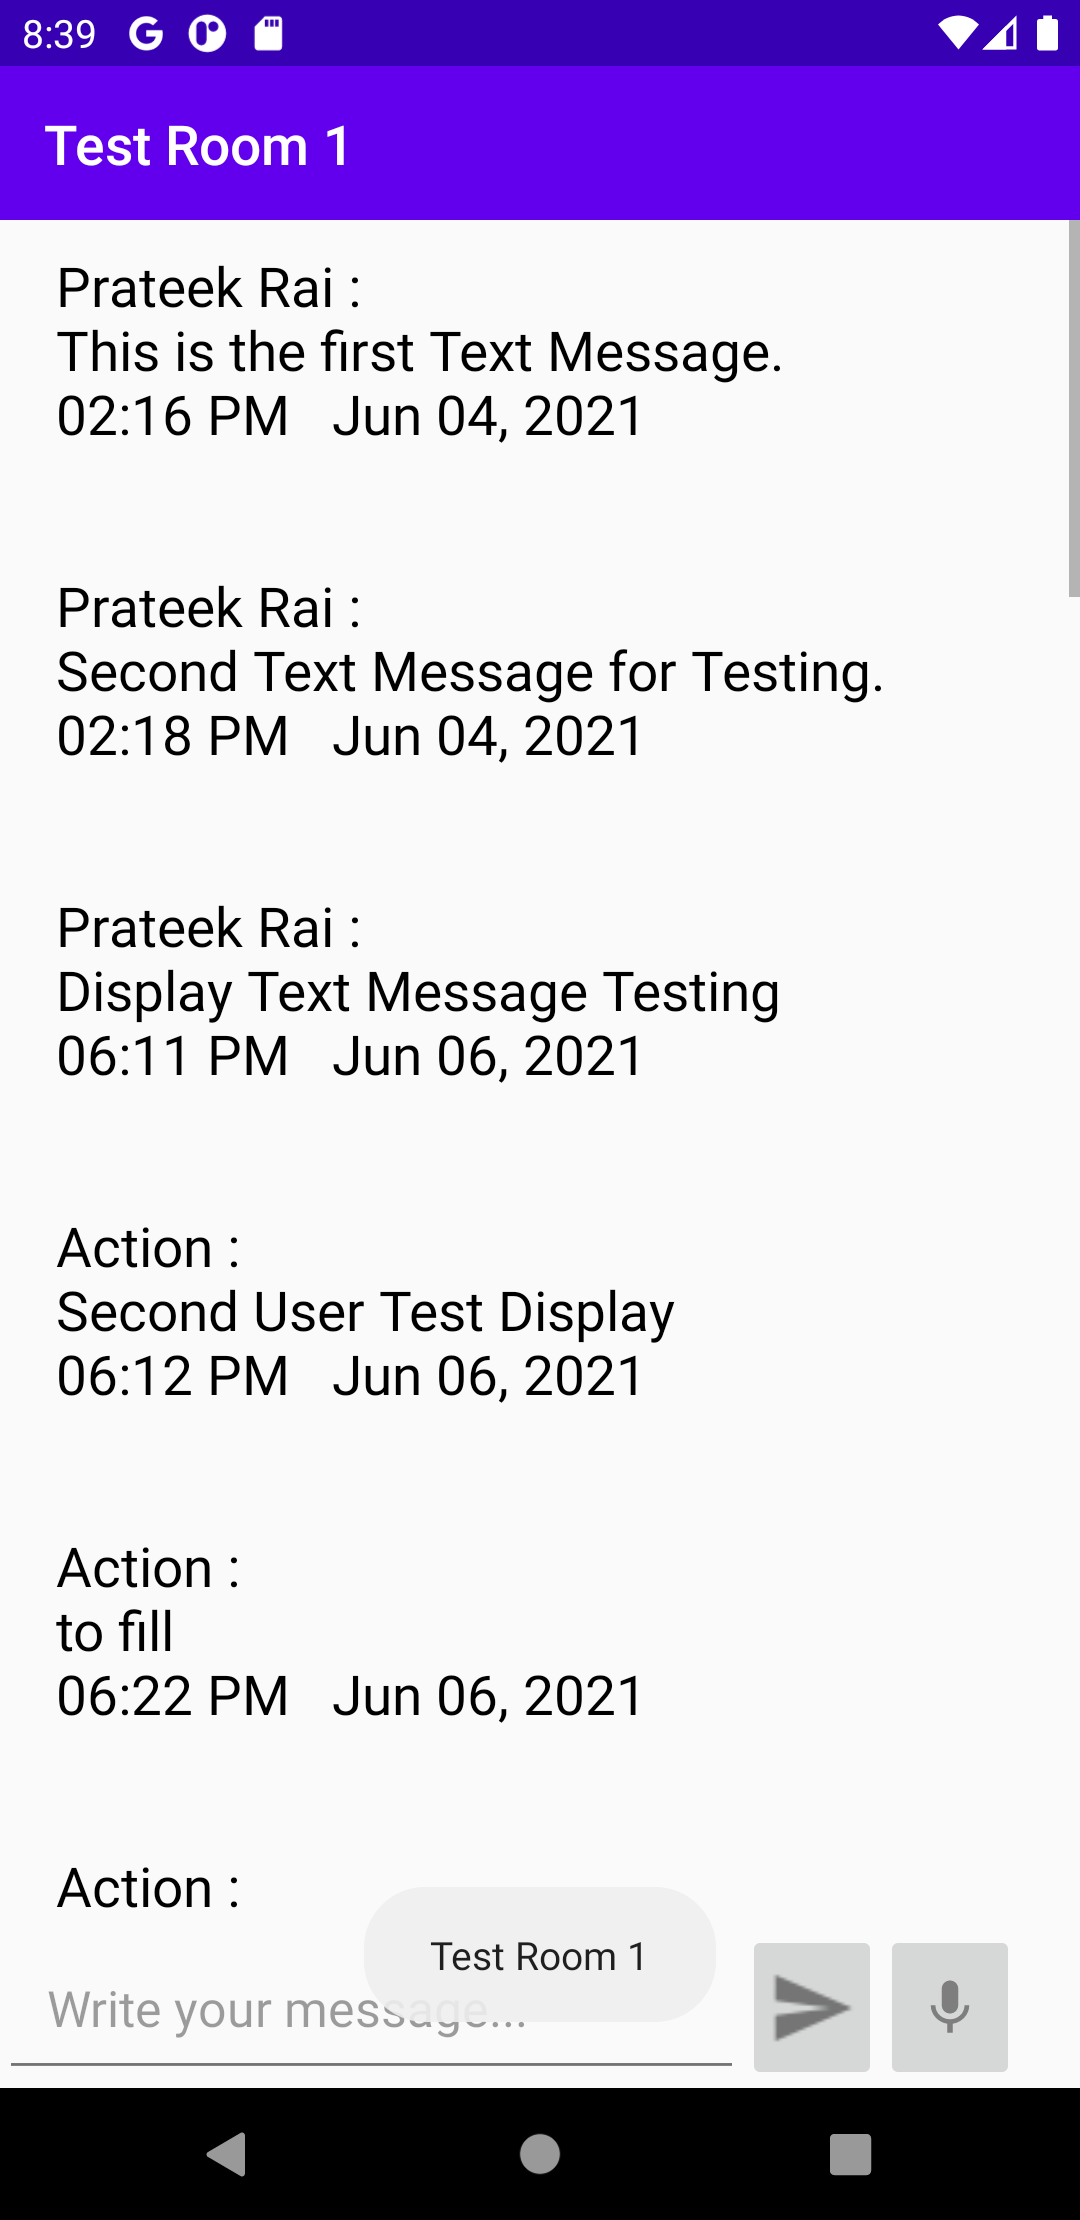 8:39
Test Room 1
Prateek Rai :
This is the first Text Message.
02:16 PM   Jun 04, 2021
Prateek Rai :
Second Text Message for Testing.
02:18 PM   Jun 04, 2021
Prateek Rai :
Display Text Message Testing
06:11 PM   Jun 06, 2021
Action :
Second User Test Display
06:12 PM   Jun 06, 2021
Action :
to fill
06:22 PM   Jun 06, 2021
Action :
Test Room 1
Write your message...